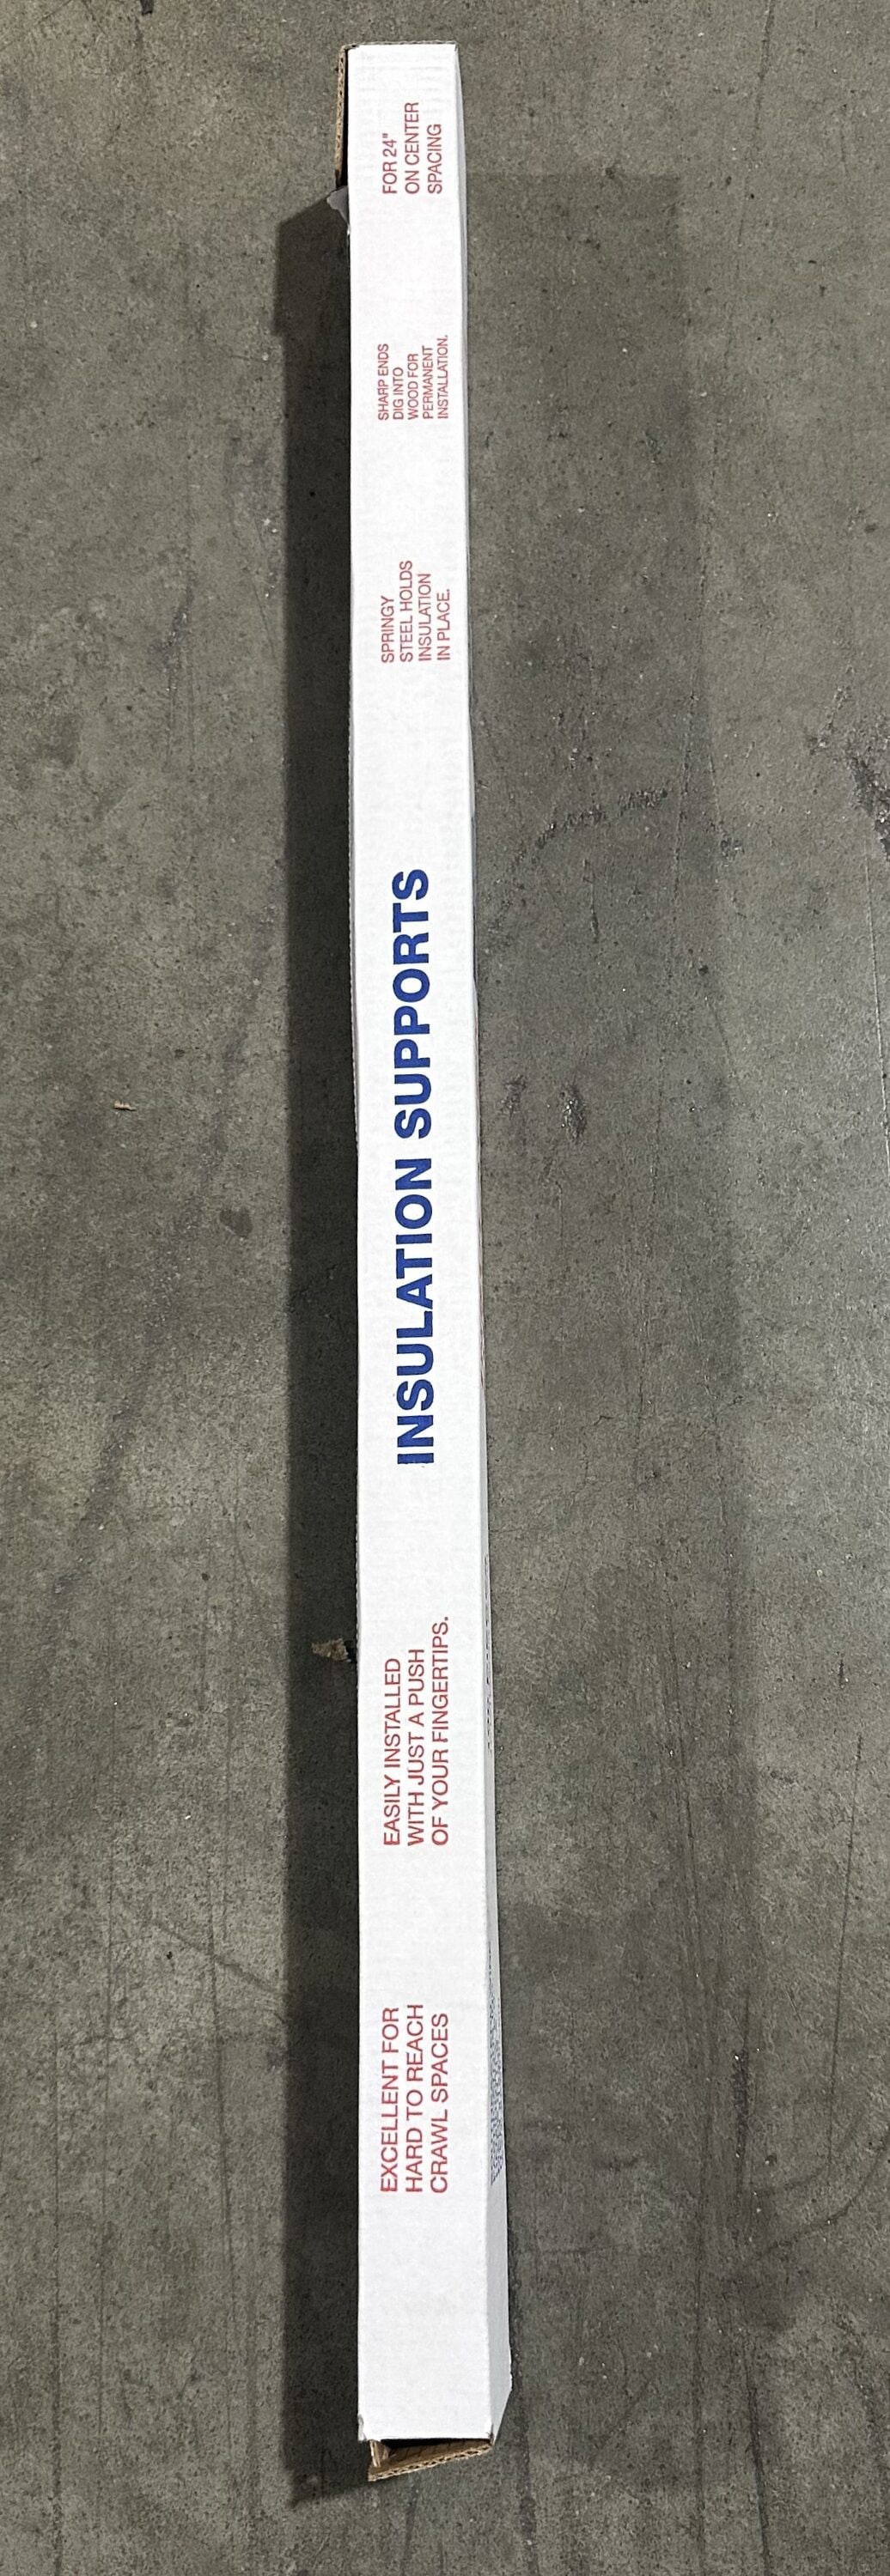 EXCELLENT FOR
HARD TO REACH
CRAWL SPACES
EASILY INSTALLED
WITH JUST A PUSH
OF YOUR FINGERTIPS.
INSULATION SUPPORTS
SPRINGY
STEEL HOLDS
INSULATION
IN PLACE.
SHARP ENDS
DIG INTO
WOOD FOR
PERMANENT
INSTALLATION.
FOR 24"
ON CENTER
SPACING